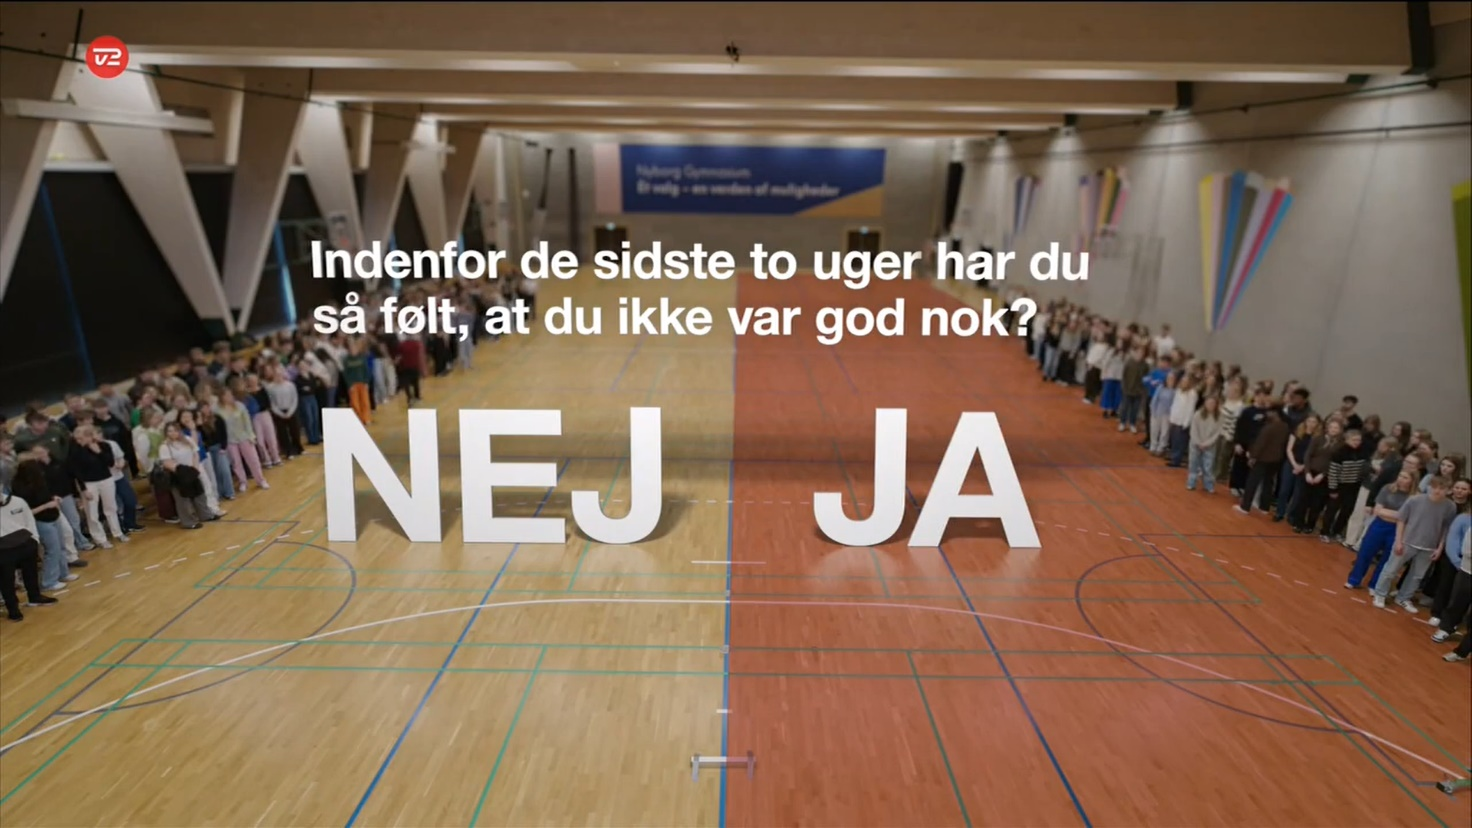 TV2
Nyborg Gymnasium
Et valg – en verden af muligheder
Indenfor de sidste to uger har du
så følt, at du ikke var god nok?
NEJ JA